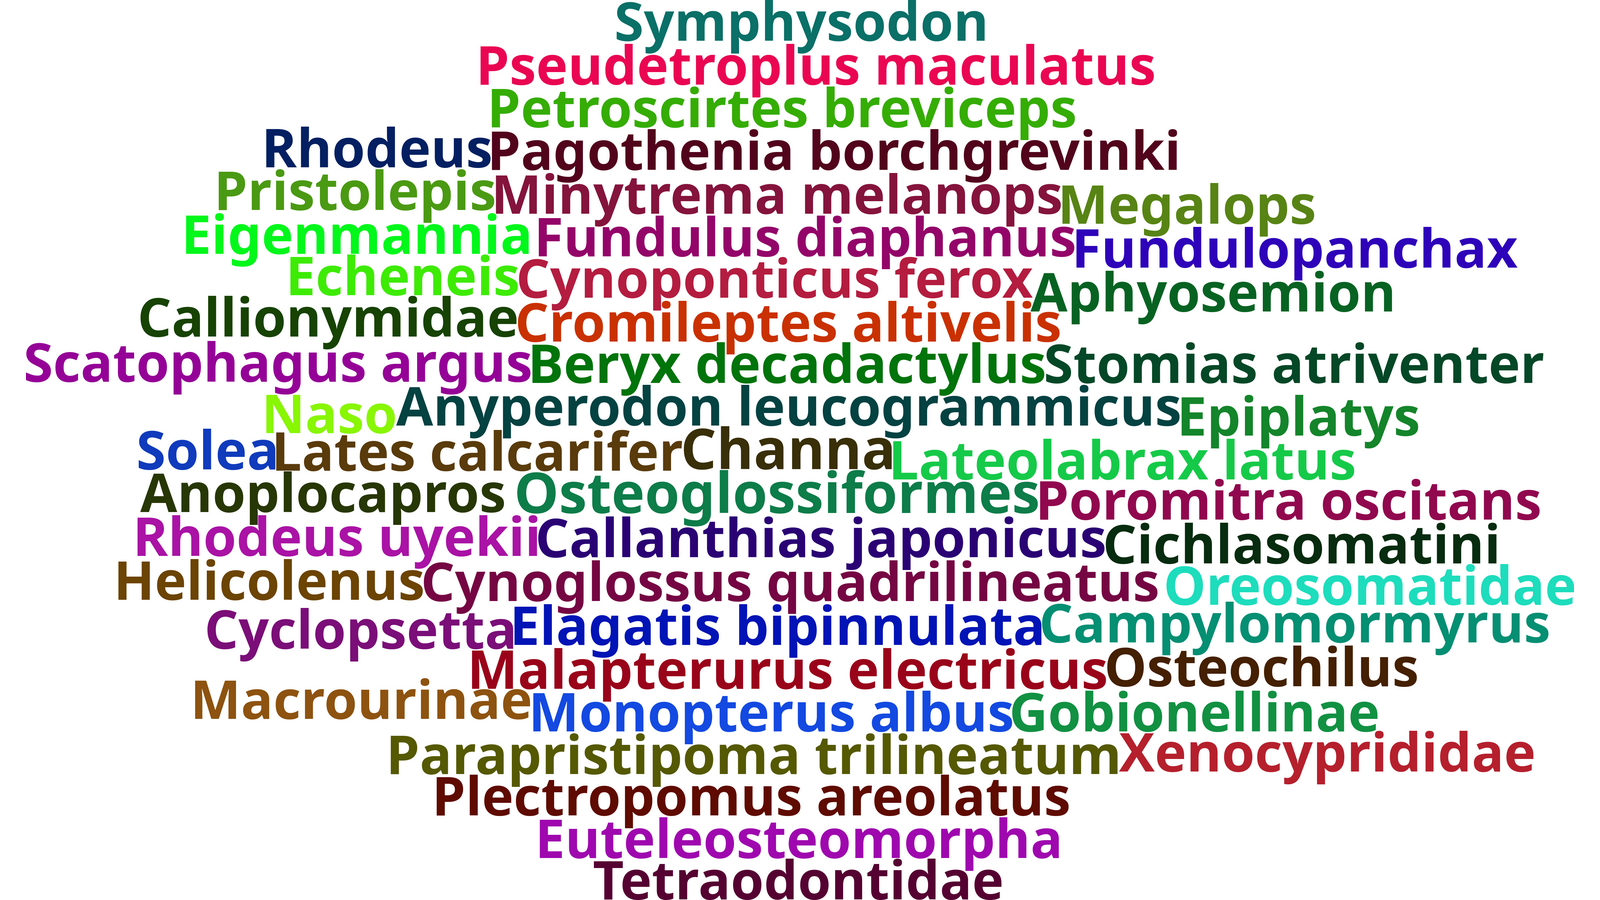 Symphysodon
Pseudetroplus maculatus
Petroscirtes breviceps
Rhodeus Pagothenia borchgrevinki
Pristolepis Minytrema melanops Megalops
Eigenmannia Fundulus diaphanus Fundulopanchax
Echeneis Cynoponticus ferox Aphyosemion
Callionymidae Cromileptes altivelis
Scatophagus argus Beryx decadactylus Stomias atriventer
Naso Anyperodon leucogrammicus Epiplatys
Solea Lates calcarifer Channa Lateolabrax latus
Anoplocapros Osteoglossiformes Poromitra oscitans
Rhodeus uyekii Callanthias japonicus Cichlasomatini
Helicolenus Cynoglossus quadrilineatus Oreosomatidae
Cyclopsetta Elagatis bipinnulata Campylomormyrus
Malapterurus electricus Osteochilus
Macrourinae Monopterus albus Gobionellinae
Parapristipoma trilineatum Xenocyprididae
Plectropomus areolatus
Euteleosteomorpha
Tetraodontidae